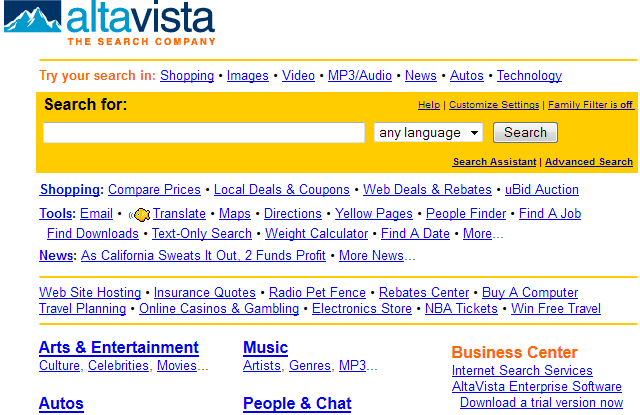 altavista
THE SEARCH COMPANY
Try your search in: Shopping • Images • Video • MP3/Audio • News • Autos • Technology
Search for:
Help | Customize Settings | Family Filter is off
any language
Search
Search Assistant | Advanced Search
Shopping: Compare Prices • Local Deals & Coupons • Web Deals & Rebates • uBid Auction
Tools: Email • Translate • Maps • Directions • Yellow Pages • People Finder • Find A Job
Find Downloads • Text-Only Search • Weight Calculator • Find A Date • More...
News: As California Sweats It Out, 2 Funds Profit • More News...
Web Site Hosting • Insurance Quotes • Radio Pet Fence • Rebates Center • Buy A Computer
Travel Planning • Online Casinos & Gambling • Electronics Store • NBA Tickets • Win Free Travel
Arts & Entertainment
Culture, Celebrities, Movies...
Music
Artists, Genres, MP3...
Business Center
Internet Search Services
AltaVista Enterprise Software
Download a trial version now
Autos
People & Chat